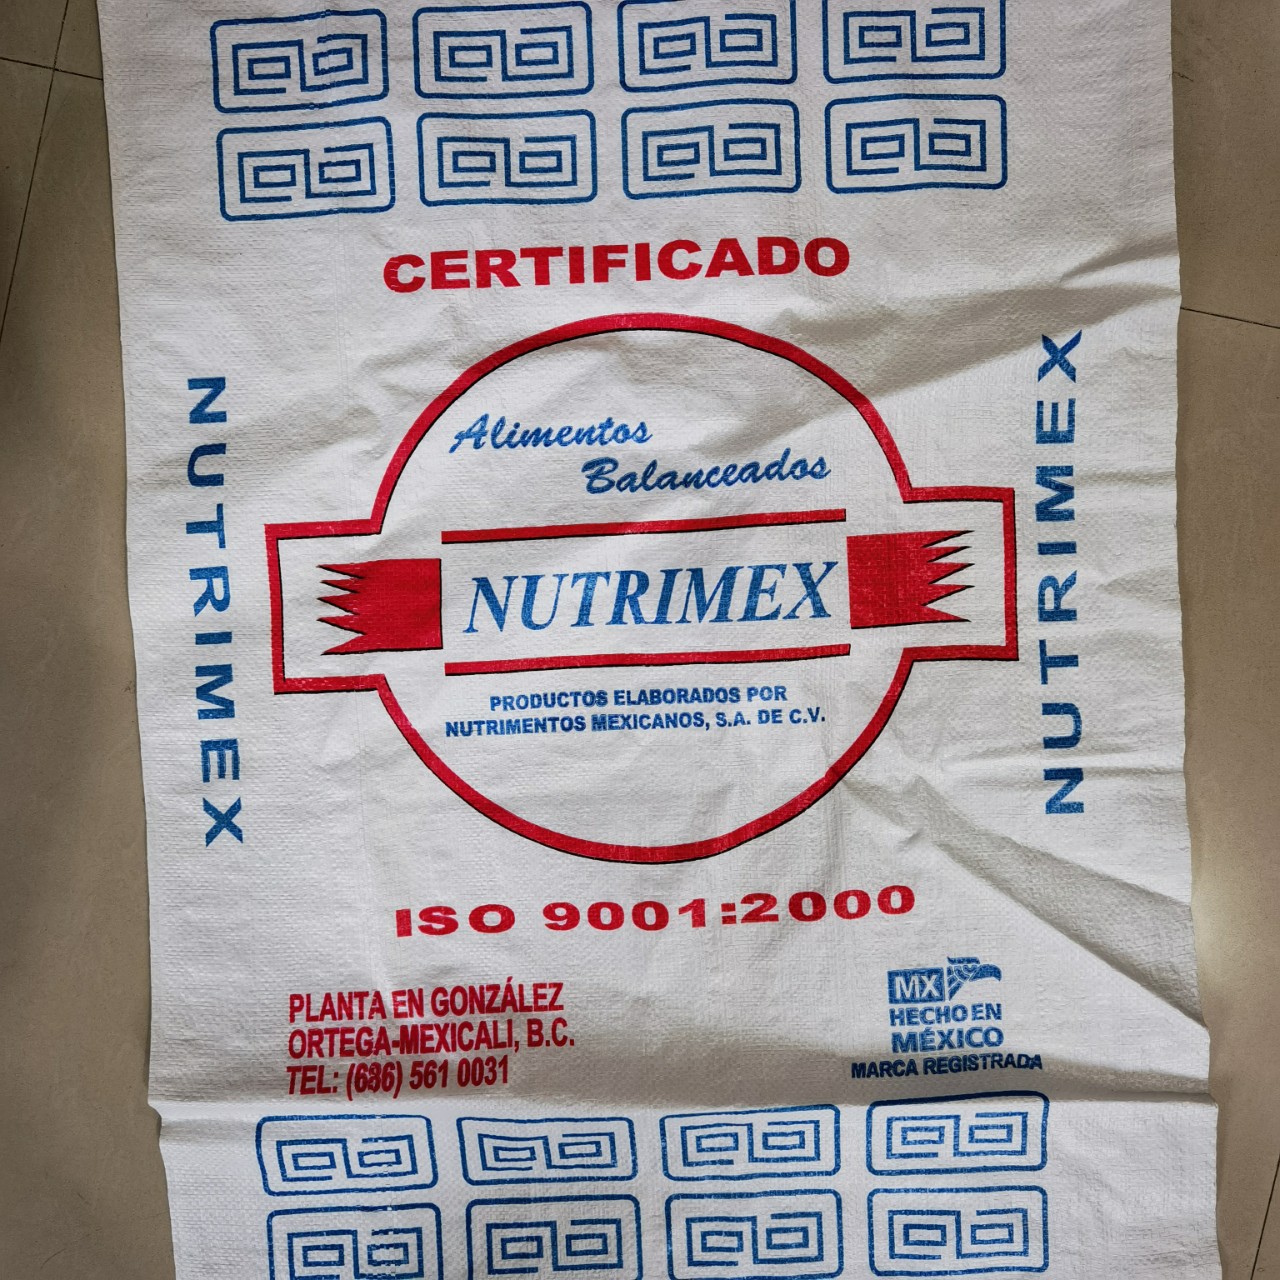 CERTIFICADO
NUTRIMEX
Alimentos
Balanceados
NUTRIMEX
PRODUCTOS ELABORADOS POR
NUTRIMENTOS MEXICANOS, S.A. DE C.V.
NUTRIMEX
ISO 9001:2000
PLANTA EN GONZÁLEZ
ORTEGA-MEXICALI, B.C.
TEL: (686) 561 0031
MX
HECHO EN
MÉXICO
MARCA REGISTRADA